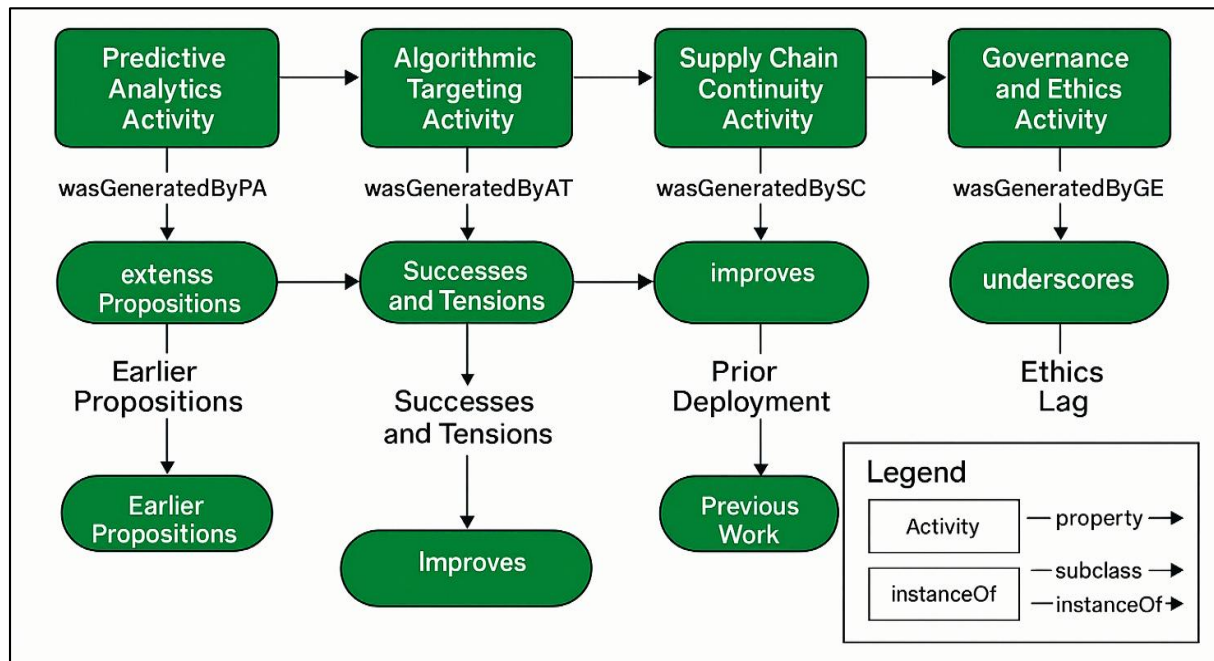 Predictive
Analytics
Activity
Algorithmic
Targeting
Activity
Supply Chain
Continuity
Activity
Governance
and Ethics
Activity
wasGeneratedByPA
wasGeneratedByAT
wasGeneratedBySC
wasGeneratedByGE
extenss
Propositions
Successes
and Tensions
improves
underscores
Earlier
Propositions
Successes
and Tensions
Prior
Deployment
Ethics
Lag
Earlier
Propositions
Improves
Previous
Work
Legend
Activity
property
instanceOf
subclass
instanceOf